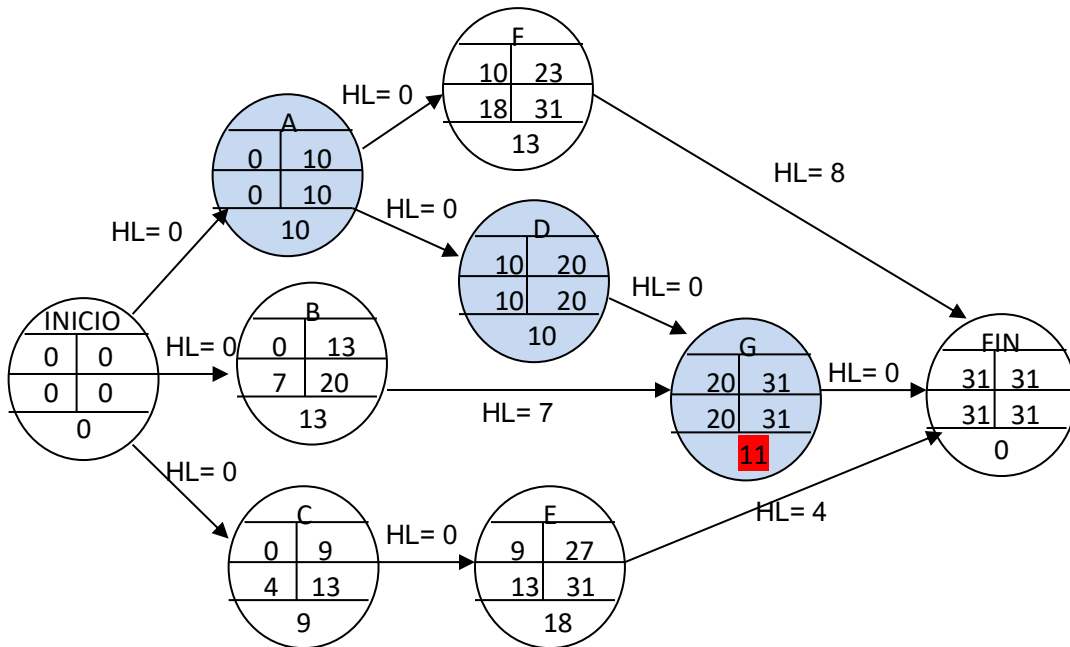 F
10 23
18 31
13
HL= 0
A
0 10
0 10
10
HL= 8
HL= 0
HL= 0
D
10 20
10 20
10
HL= 0
INICIO
0 0
0 0
0
HL= 0
B
0 13
7 20
13
HL= 7
G
20 31
20 31
11
HL= 0
FIN
31 31
31 31
0
HL= 0
C
0 9
4 13
9
HL= 0
E
9 27
13 31
18
HL= 4